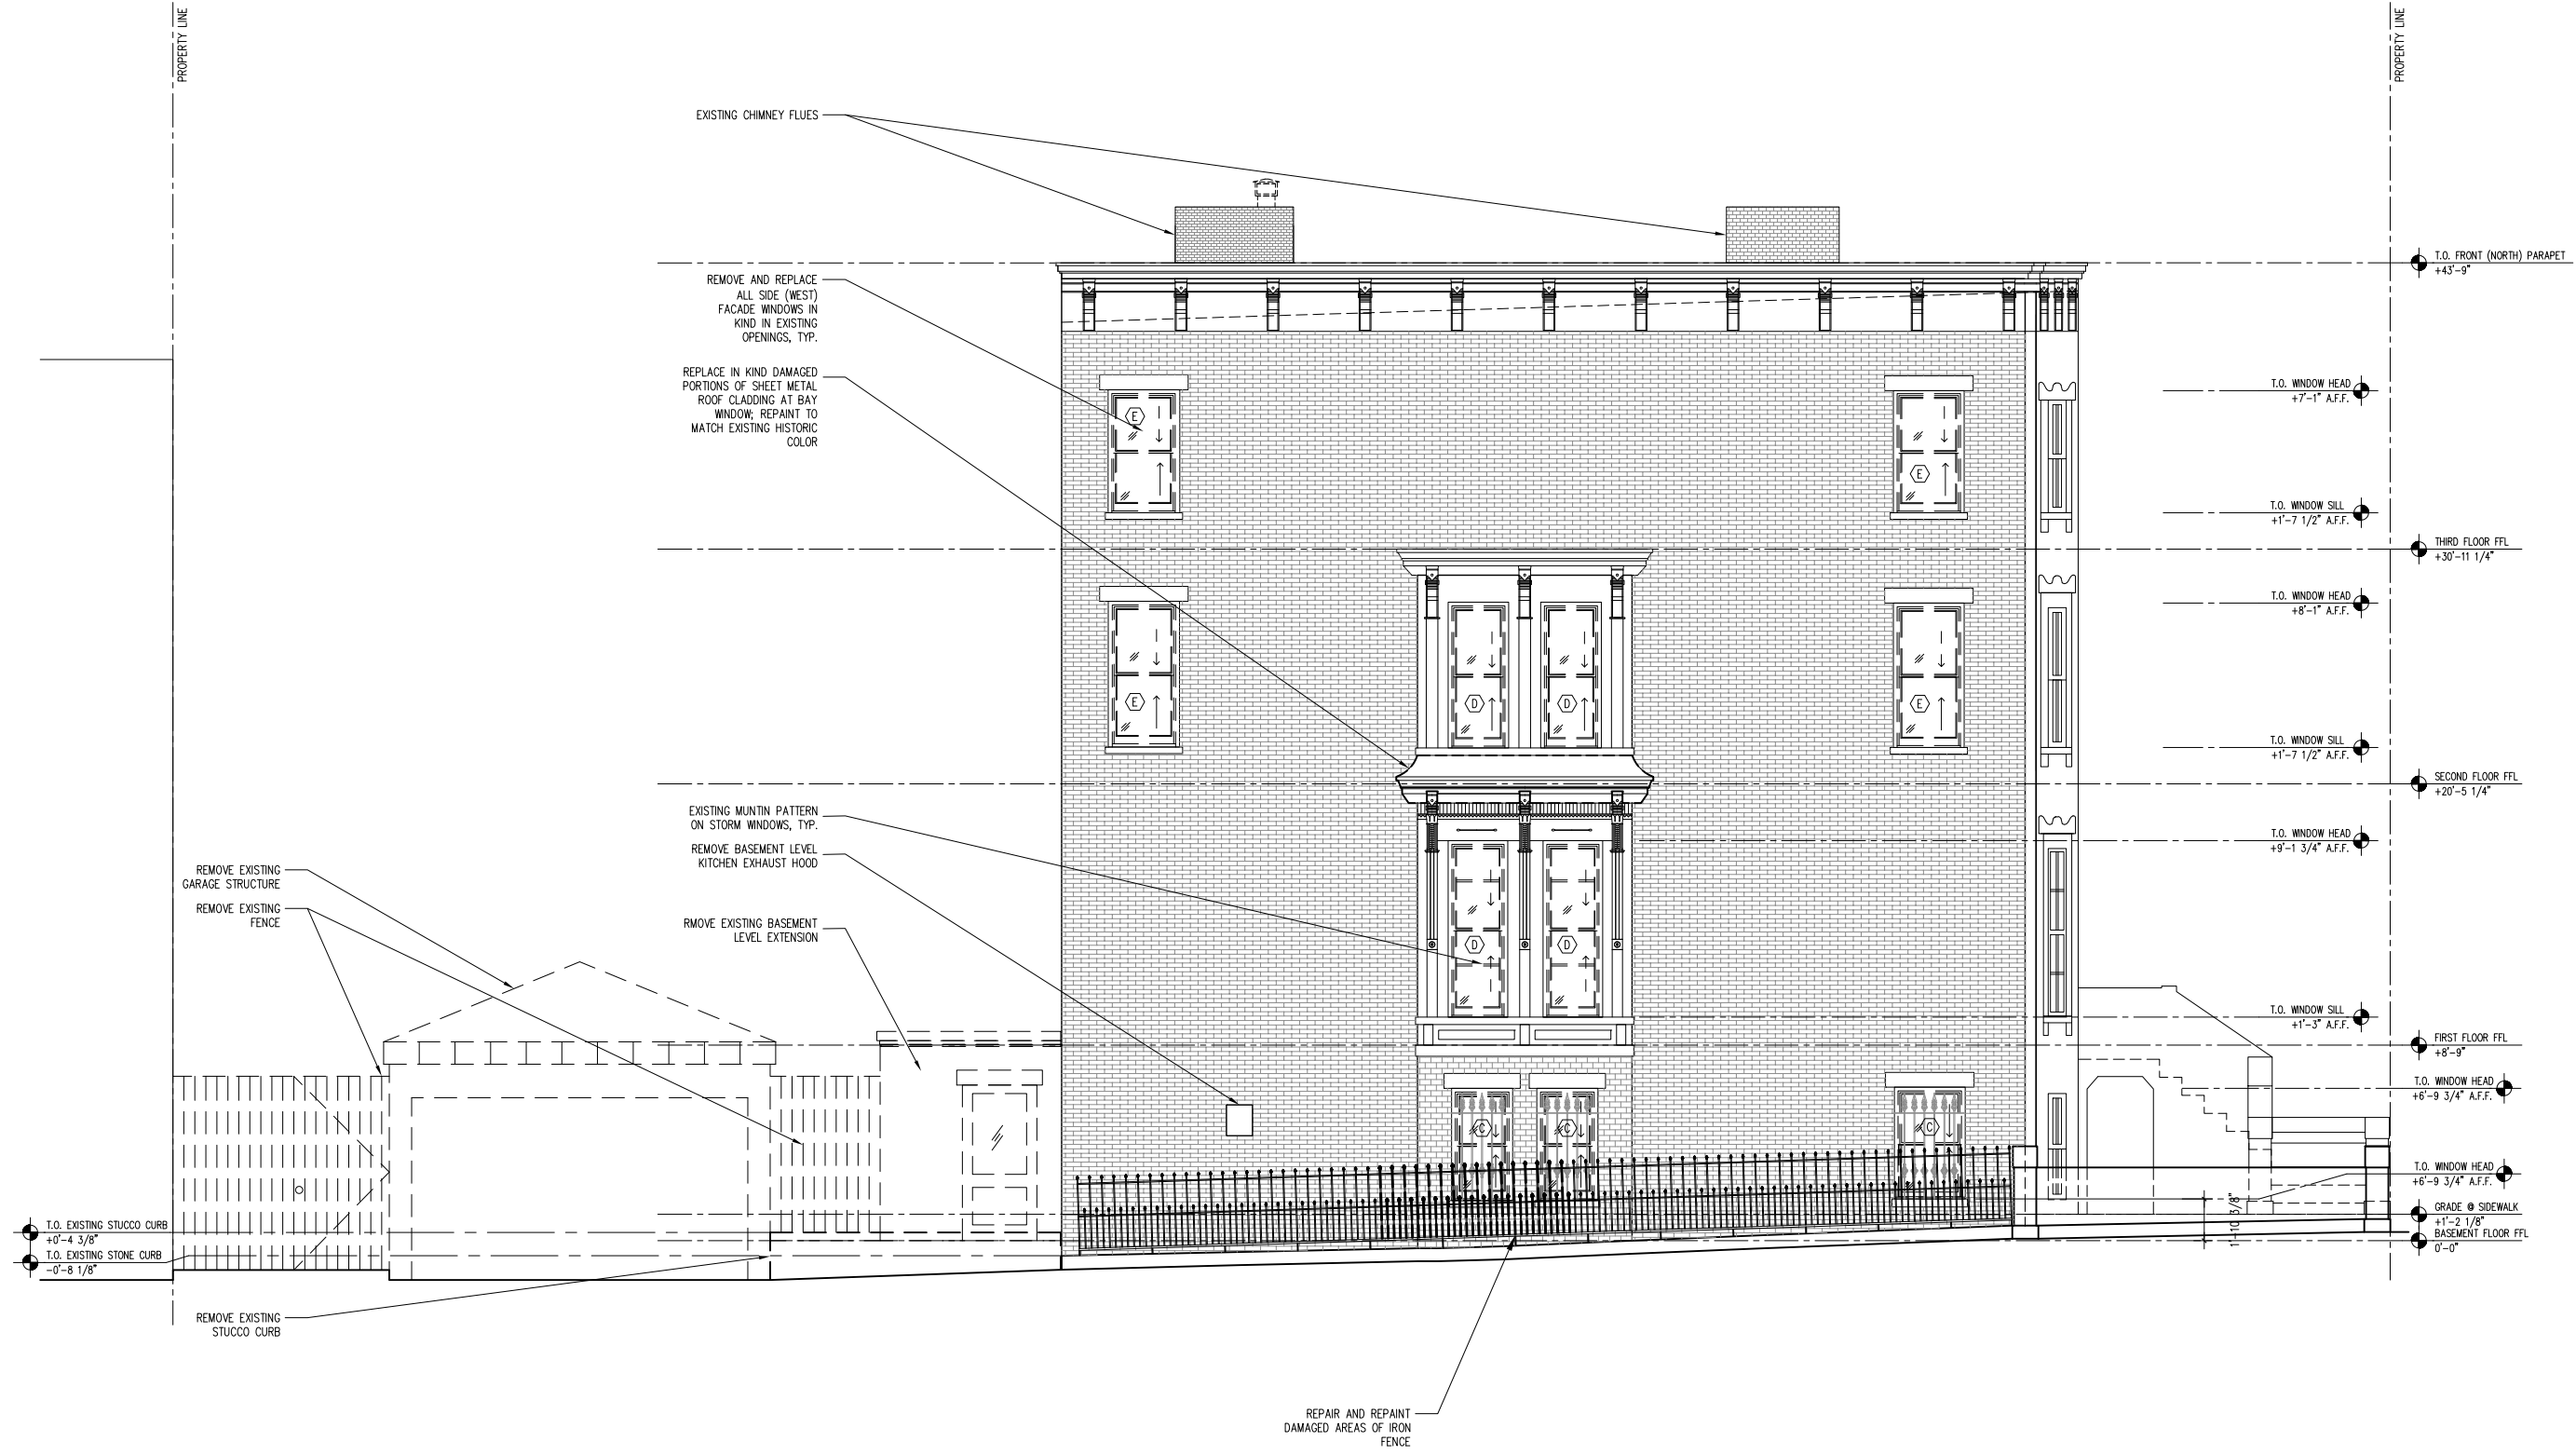 PROPERTY LINE
PROPERTY LINE
EXISTING CHIMNEY FLUES
REMOVE AND REPLACE
ALL SIDE (WEST)
FACADE WINDOWS IN
KIND IN EXISTING
OPENINGS, TYP.
REPLACE IN KIND DAMAGED
PORTIONS OF SHEET METAL
ROOF CLADDING AT BAY
WINDOW; REPAINT TO
MATCH EXISTING HISTORIC
COLOR
EXISTING MUNTIN PATTERN
ON STORM WINDOWS, TYP.
REMOVE BASEMENT LEVEL
KITCHEN EXHAUST HOOD
RMOVE EXISTING BASEMENT
LEVEL EXTENSION
REMOVE EXISTING
GARAGE STRUCTURE
REMOVE EXISTING
FENCE
T.O. EXISTING STUCCO CURB
+0'-4 3/8"
T.O. EXISTING STONE CURB
-0'-8 1/8"
REMOVE EXISTING
STUCCO CURB
REPAIR AND REPAINT
DAMAGED AREAS OF IRON
FENCE
E
E
E
D
D
E
D
D
C
C
C
T.O. FRONT (NORTH) PARAPET
+43'-9"
T.O. WINDOW HEAD
+7'-1" A.F.F.
T.O. WINDOW SILL
+1'-7 1/2" A.F.F.
THIRD FLOOR FFL
+30'-11 1/4"
T.O. WINDOW HEAD
+8'-1" A.F.F.
T.O. WINDOW SILL
+1'-7 1/2" A.F.F.
SECOND FLOOR FFL
+20'-5 1/4"
T.O. WINDOW HEAD
+9'-1 3/4" A.F.F.
T.O. WINDOW SILL
+1'-3" A.F.F.
FIRST FLOOR FFL
+8'-9"
T.O. WINDOW HEAD
+6'-9 3/4" A.F.F.
T.O. WINDOW HEAD
+6'-9 3/4" A.F.F.
1'-10 3/8"
GRADE @ SIDEWALK
+1'-2 1/8"
BASEMENT FLOOR FFL
0'-0"